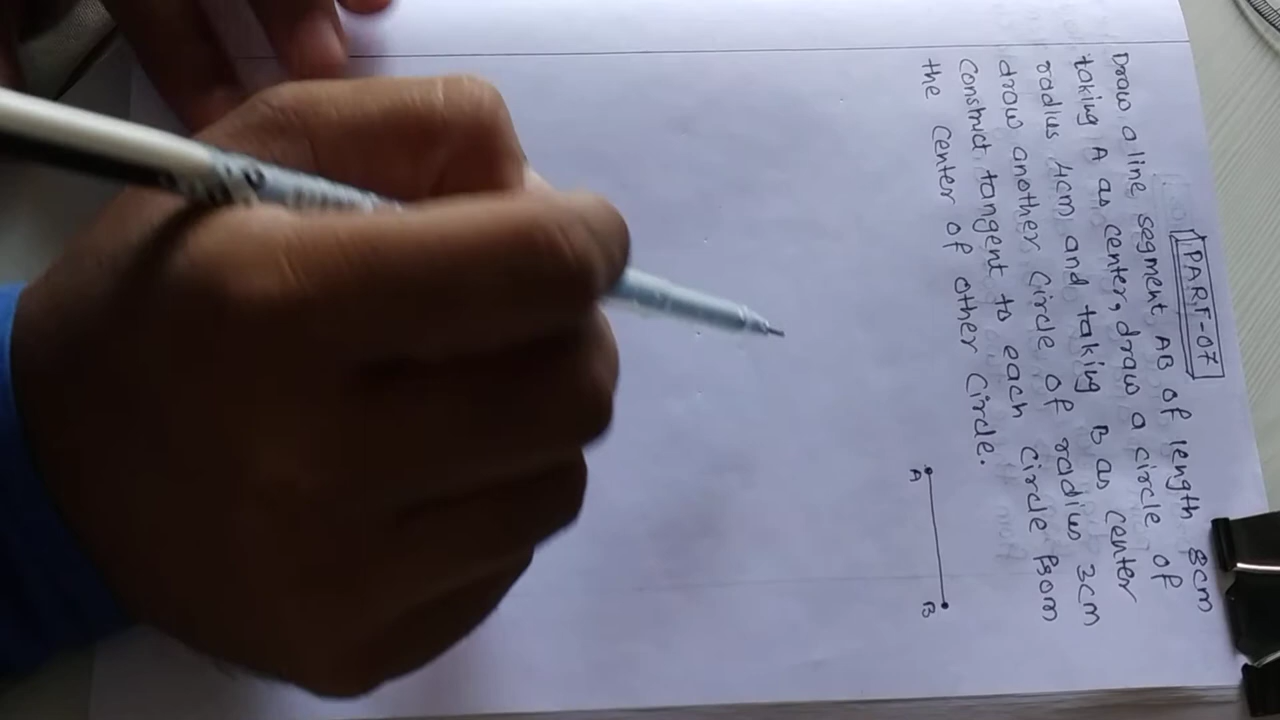 PART-07
Draw a line segment AB of length 8cm
taking A as center, draw a circle of
radius 4cm and taking B as center
draw another circle of radius 3cm
construct tangent to each circle from
the center of other circle.
A B